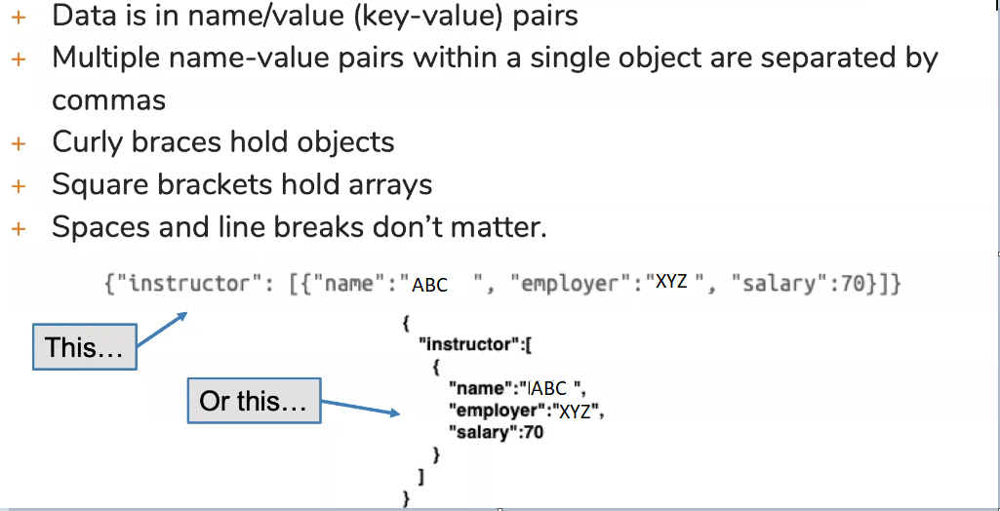 + Data is in name/value (key-value) pairs
+ Multiple name-value pairs within a single object are separated by
commas
+ Curly braces hold objects
+ Square brackets hold arrays
+ Spaces and line breaks don’t matter.
{"instructor": [{"name":"ABC ", "employer":"XYZ ", "salary":70}]}
This...
{
"instructor":[
{
"name":"ABC ",
Or this...
"employer":"XYZ",
"salary":70
}
]
}